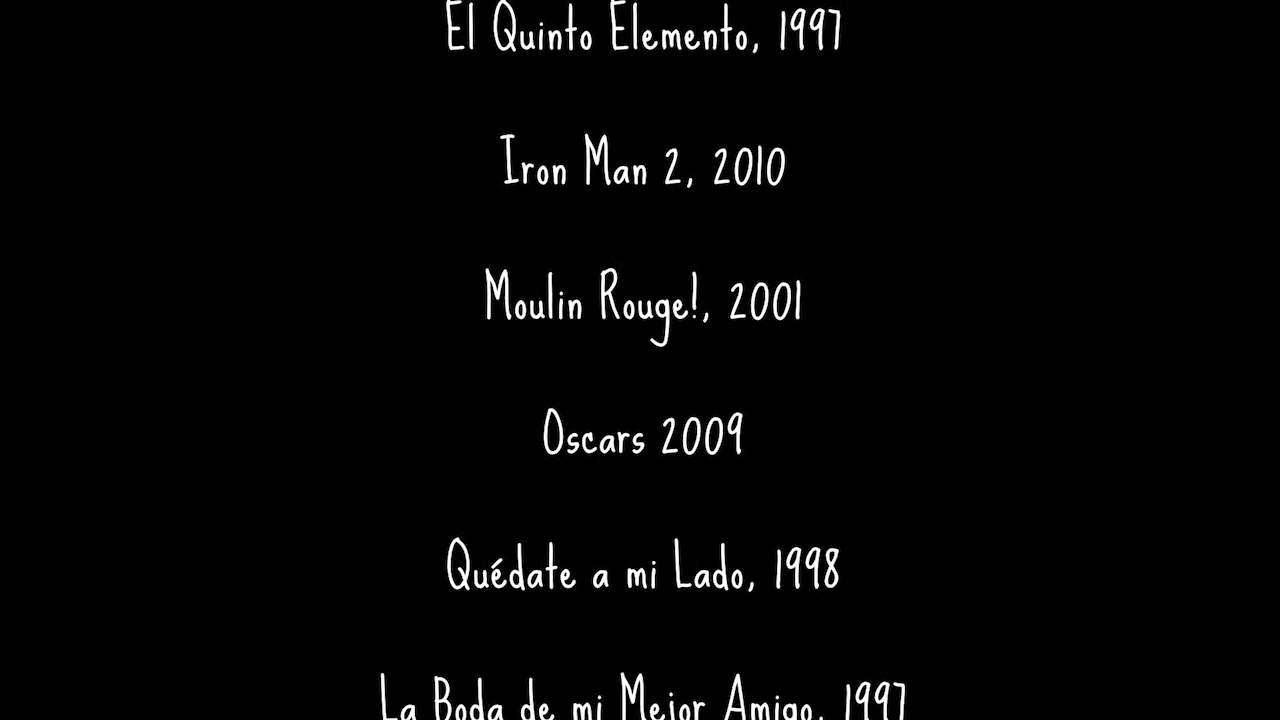 El Quinto Elemento, 1997
Iron Man 2, 2010
Moulin Rouge!, 2001
Oscars 2009
Quédate a mi Lado, 1998
La Boda de mi Mejor Amigo, 1997